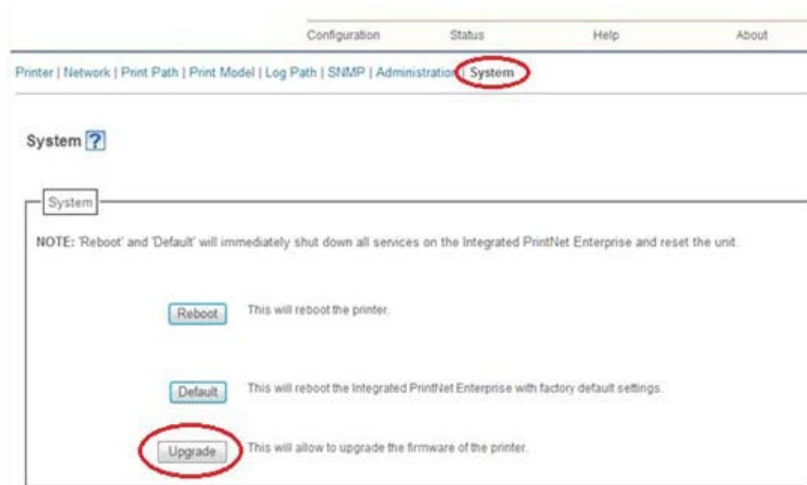 Configuration Status Help About
Printer | Network | Print Path | Print Model | Log Path | SNMP | Administration | System
System ?
System
NOTE: 'Reboot' and 'Default' will immediately shut down all services on the Integrated PrintNet Enterprise and reset the unit.
Reboot This will reboot the printer.
Default This will reboot the Integrated PrintNet Enterprise with factory default settings.
Upgrade This will allow to upgrade the firmware of the printer.